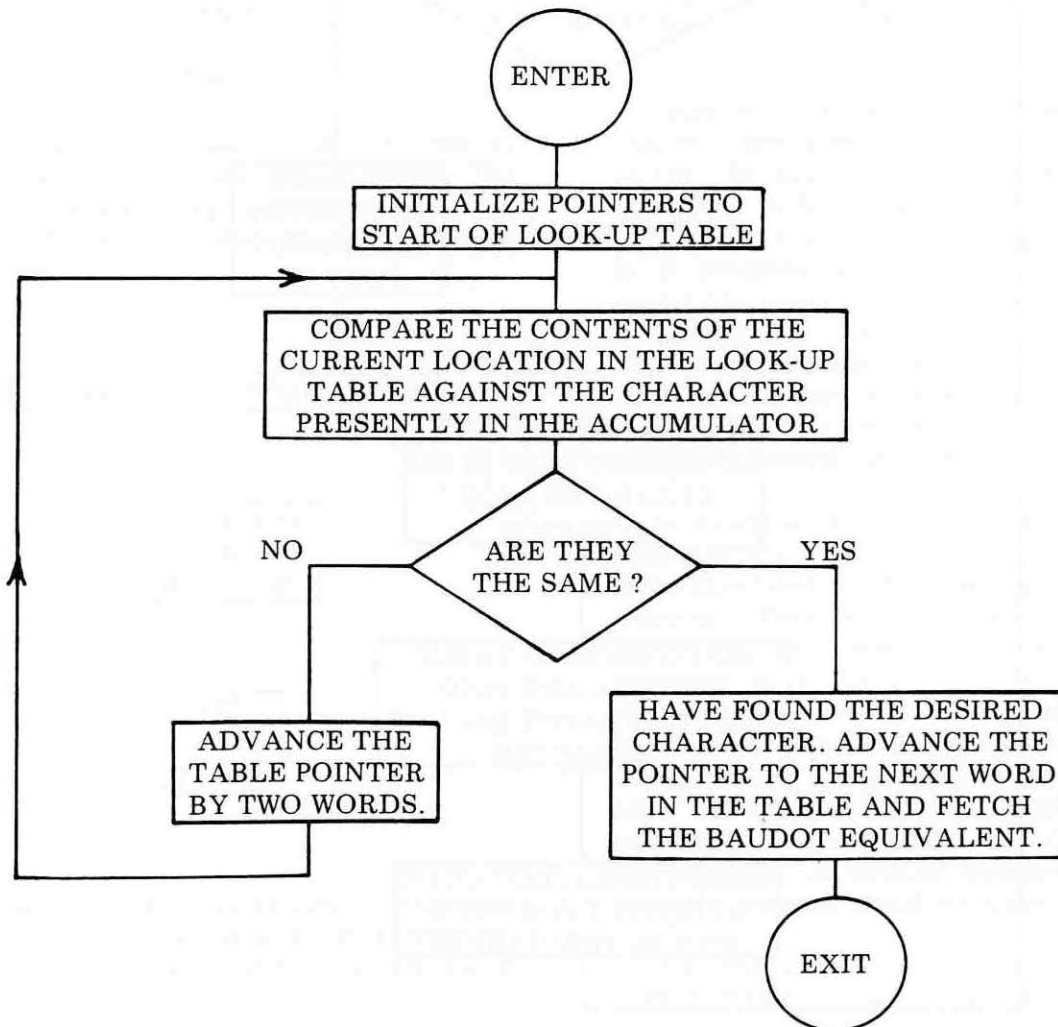 ENTER
INITIALIZE POINTERS TO
START OF LOOK-UP TABLE
COMPARE THE CONTENTS OF THE
CURRENT LOCATION IN THE LOOK-UP
TABLE AGAINST THE CHARACTER
PRESENTLY IN THE ACCUMULATOR
ARE THEY
THE SAME ?
NO
YES
ADVANCE THE
TABLE POINTER
BY TWO WORDS.
HAVE FOUND THE DESIRED
CHARACTER. ADVANCE THE
POINTER TO THE NEXT WORD
IN THE TABLE AND FETCH
THE BAUDOT EQUIVALENT.
EXIT